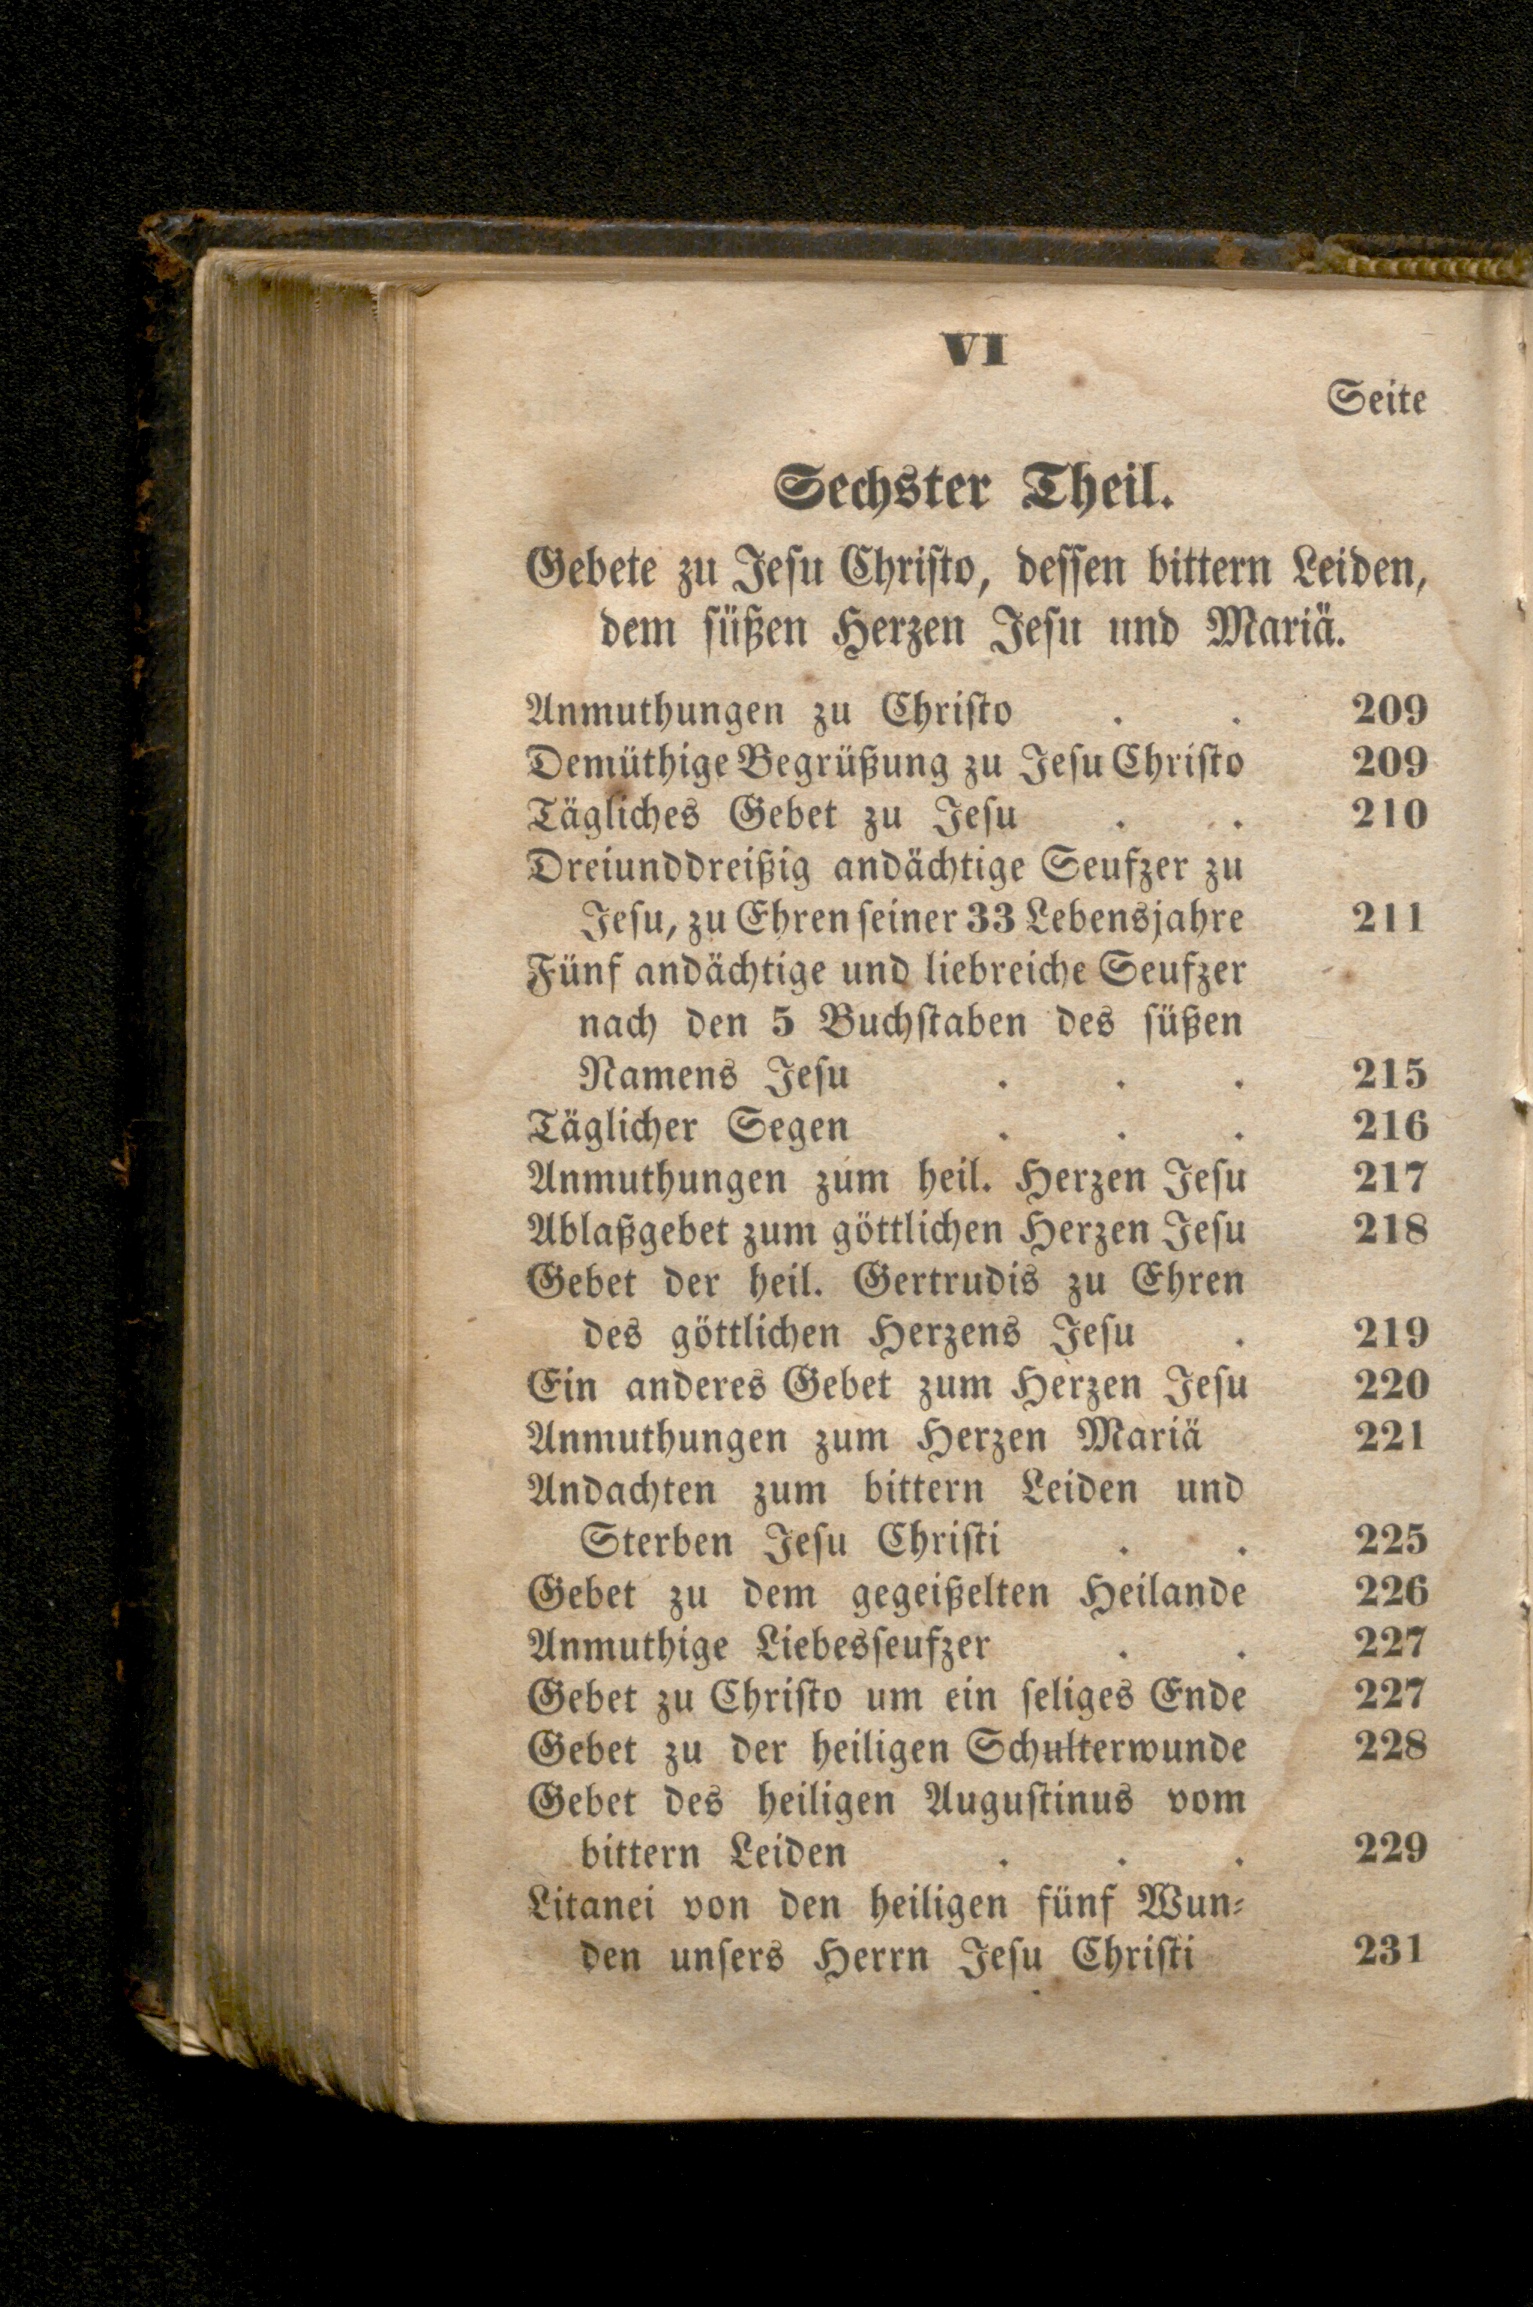 VI
Seite
Sechster Theil.
Gebete zu Jeſu Chriſto, deſſen bittern Leiden,
dem ſüßen Herzen Jeſu und Mariä.
Anmuthungen zu Chriſto . . 209
Demüthige Begrüßung zu Jeſu Chriſto 209
Tägliches Gebet zu Jeſu . . 210
Dreiunddreißig andächtige Seufzer zu
Jeſu, zu Ehren ſeiner 33 Lebensjahre 211
Fünf andächtige und liebreiche Seufzer
nach den 5 Buchſtaben des ſüßen
Namens Jeſu . . . 215
Täglicher Segen . . . 216
Anmuthungen zum heil. Herzen Jeſu 217
Ablaßgebet zum göttlichen Herzen Jeſu 218
Gebet der heil. Gertrudis zu Ehren
des göttlichen Herzens Jeſu . 219
Ein anderes Gebet zum Herzen Jeſu 220
Anmuthungen zum Herzen Mariä 221
Andachten zum bittern Leiden und
Sterben Jeſu Chriſti . . 225
Gebet zu dem gegeißelten Heilande 226
Anmuthige Liebesſeufzer . . 227
Gebet zu Chriſto um ein ſeliges Ende 227
Gebet zu der heiligen Schulterwunde 228
Gebet des heiligen Auguſtinus vom
bittern Leiden . . . 229
Litanei von den heiligen fünf Wun⸗
den unſers Herrn Jeſu Chriſti 231